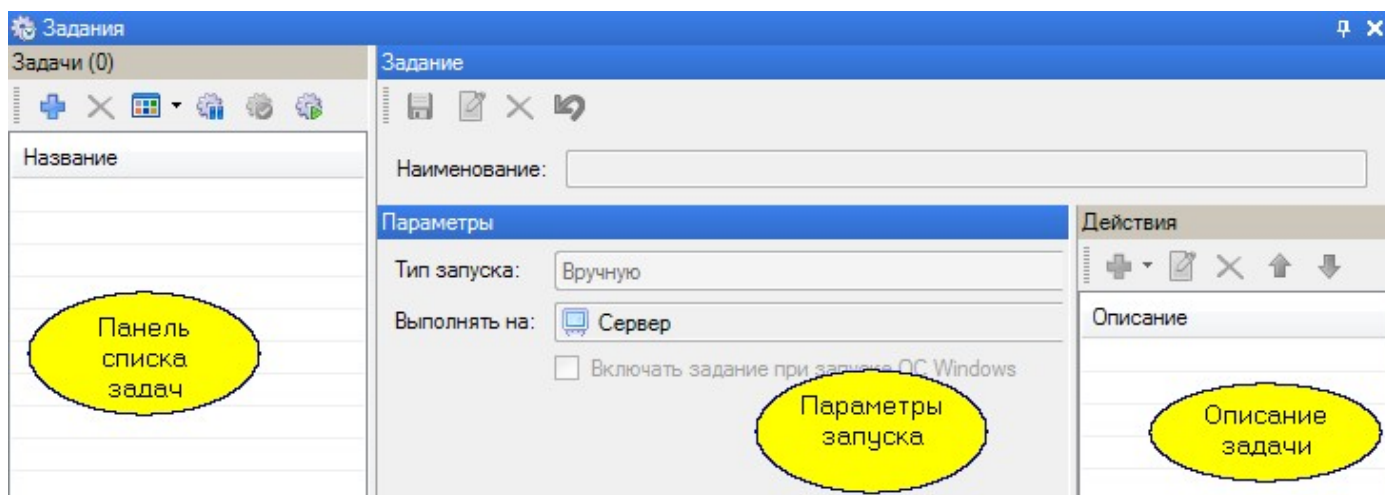 Задания
Задачи (0)
Задание
Название
Наименование:
Параметры
Действия
Тип запуска:
Вручную
Выполнять на:
Сервер
Описание
Включать задание при запуске ОС Windows
Панель
списка
задач
Параметры
запуска
Описание
задачи